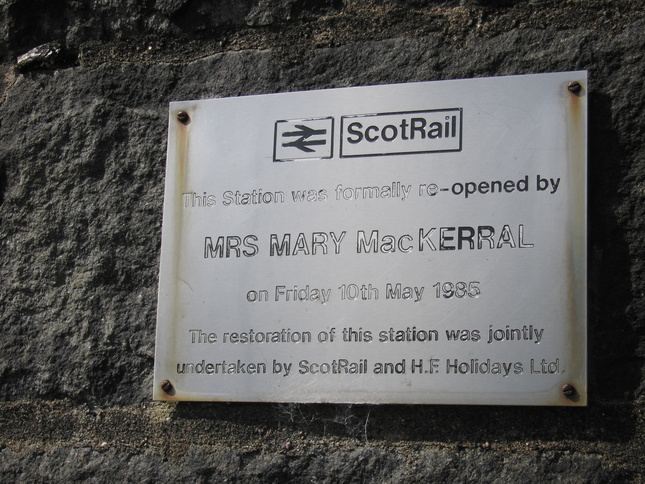 ScotRail
This Station was formally re-opened by
MRS MARY MacKERRAL
on Friday 10th May 1985
The restoration of this station was jointly
undertaken by ScotRail and H.F. Holidays Ltd.